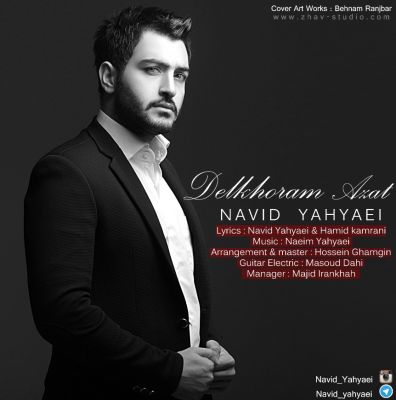 Cover Art Works : Behnam Ranjbar
www.zhav-studio.com
Delkhoram Azat
NAVID YAHYAEI
Lyrics : Navid Yahyaei & Hamid kamrani
Music : Naeim Yahyaei
Arrangement & master : Hossein Ghamgin
Guitar Electric : Masoud Dahi
Manager : Majid Irankhah
Navid_Yahyaei
Navid_yahyaei